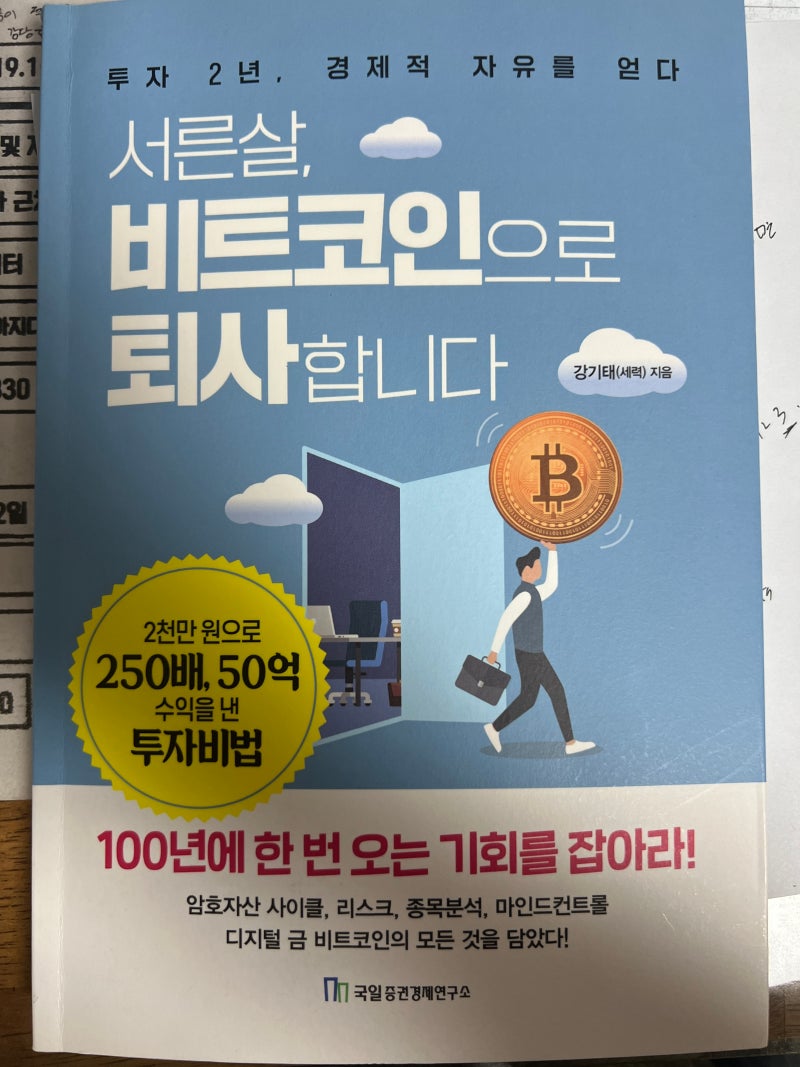 투자 2년, 경제적 자유를 얻다
서른살,
비트코인으로
퇴사합니다
강기태(세력) 지음
2천만 원으로
250배, 50억
수익을 낸
투자비법
100년에 한 번 오는 기회를 잡아라!
암호자산 사이클, 리스크, 종목분석, 마인드컨트롤
디지털 금 비트코인의 모든 것을 담았다!
국일증권경제연구소
19.1
및
330
2일